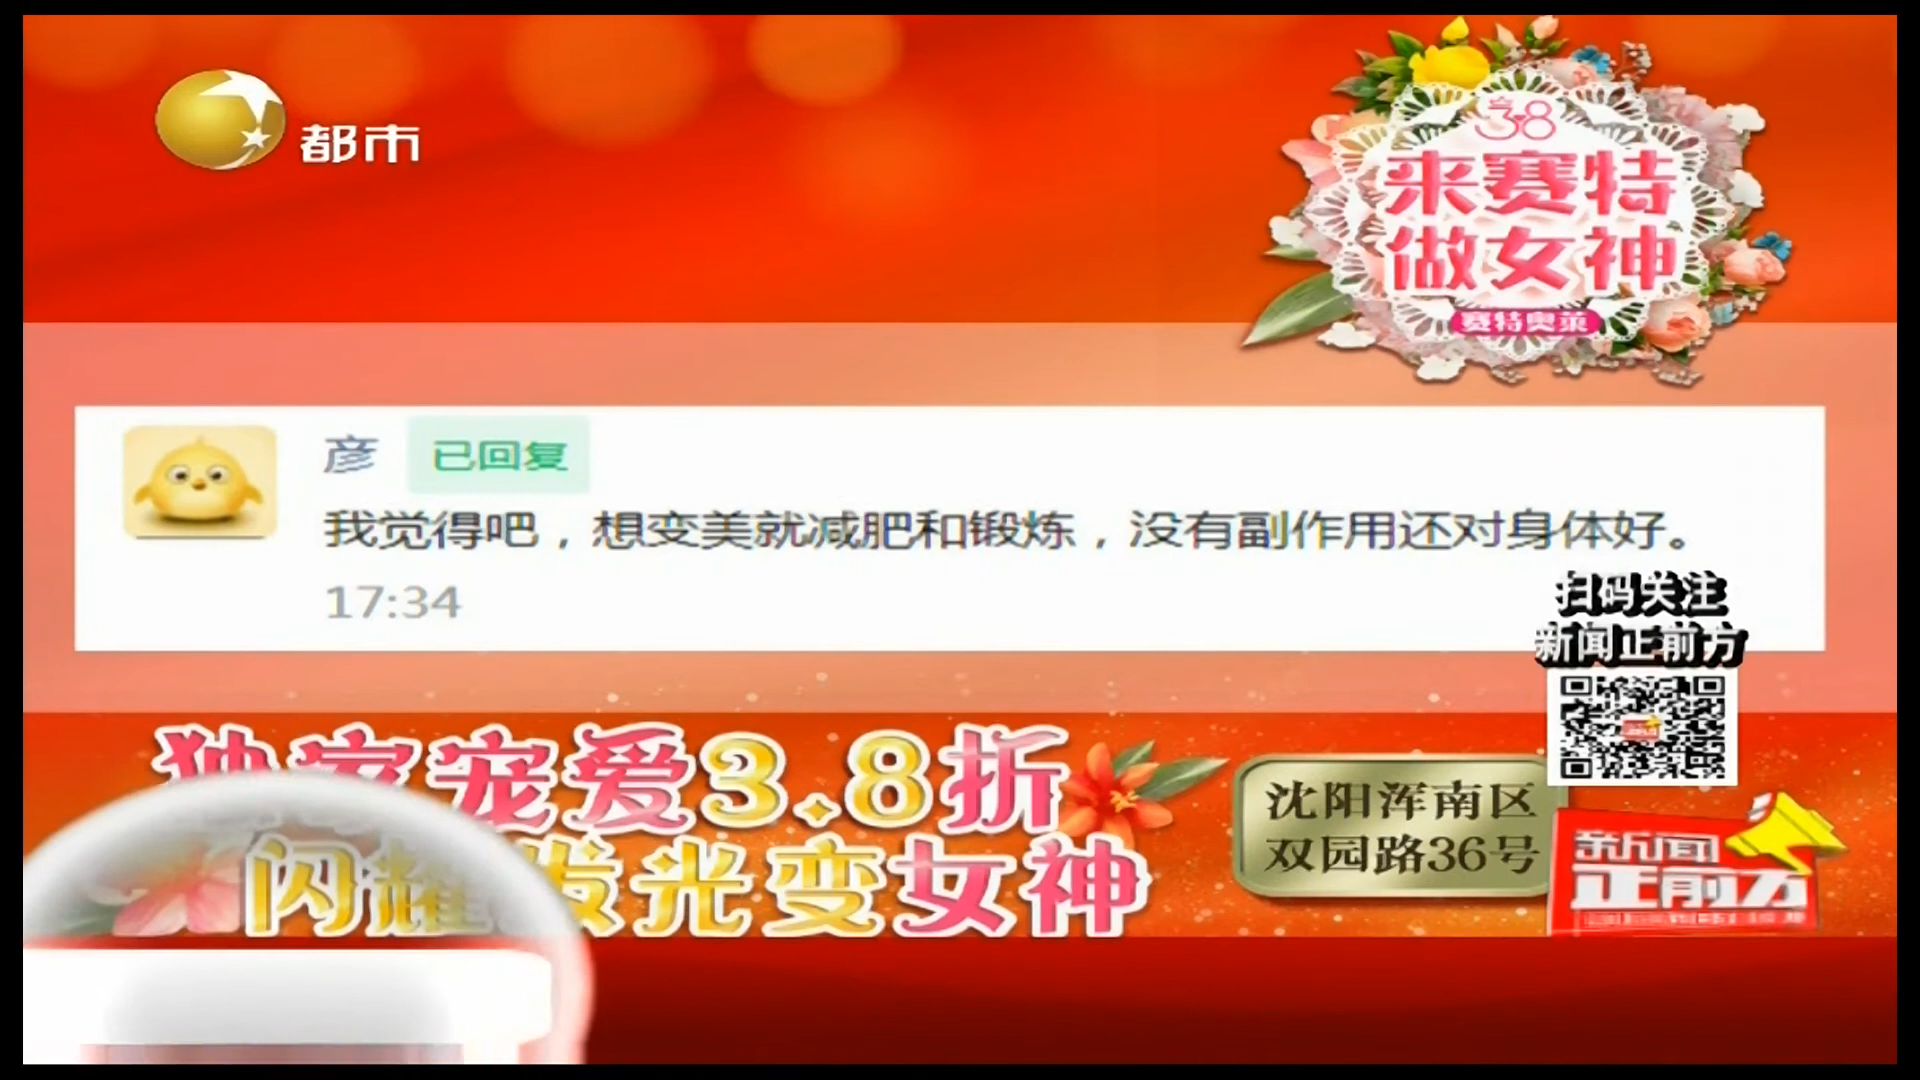 都市
38
来赛特
做女神
赛特奥莱
彦 已回复
我觉得吧，想变美就减肥和锻炼，没有副作用还对身体好。
17:34
扫码关注
新闻正前方
独家宠爱3.8折
闪耀发光变女神
沈阳浑南区
双园路36号
新闻
正前方